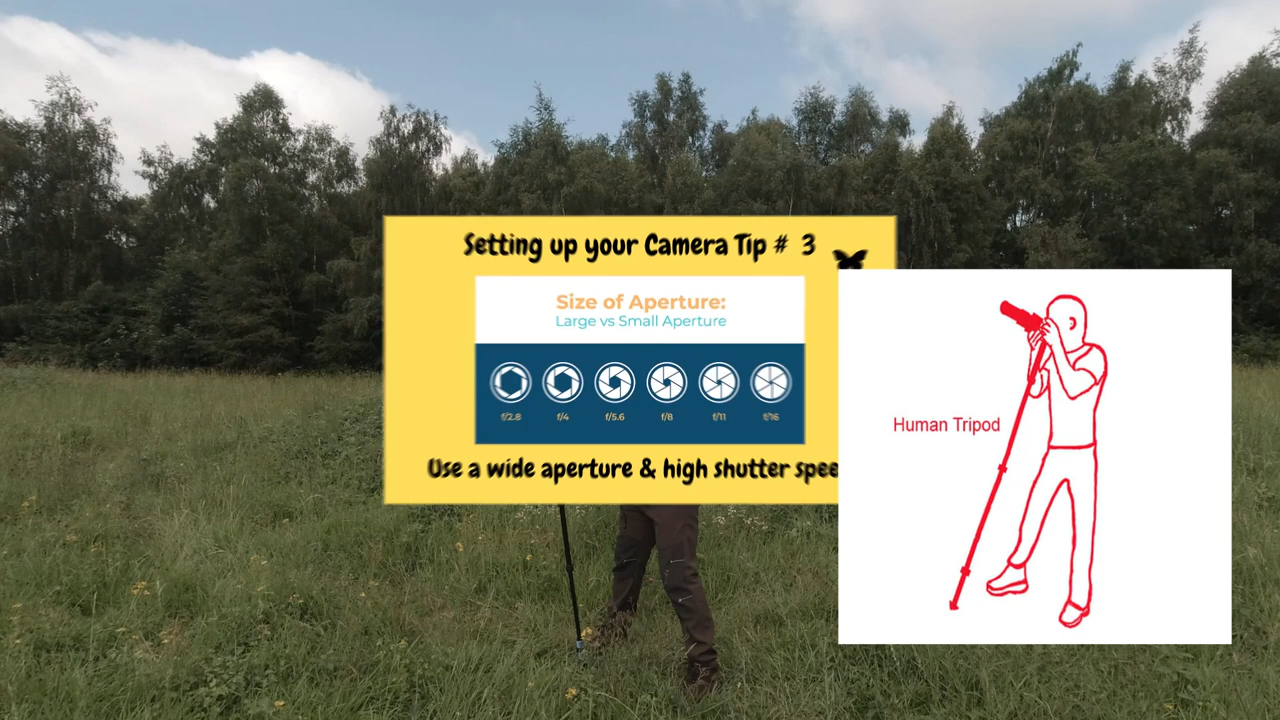 Setting up your Camera Tip # 3
Size of Aperture:
Large vs Small Aperture
f/2.8 f/4 f/5.6 f/8 f/11 f/16
Use a wide aperture & high shutter spee
Human Tripod